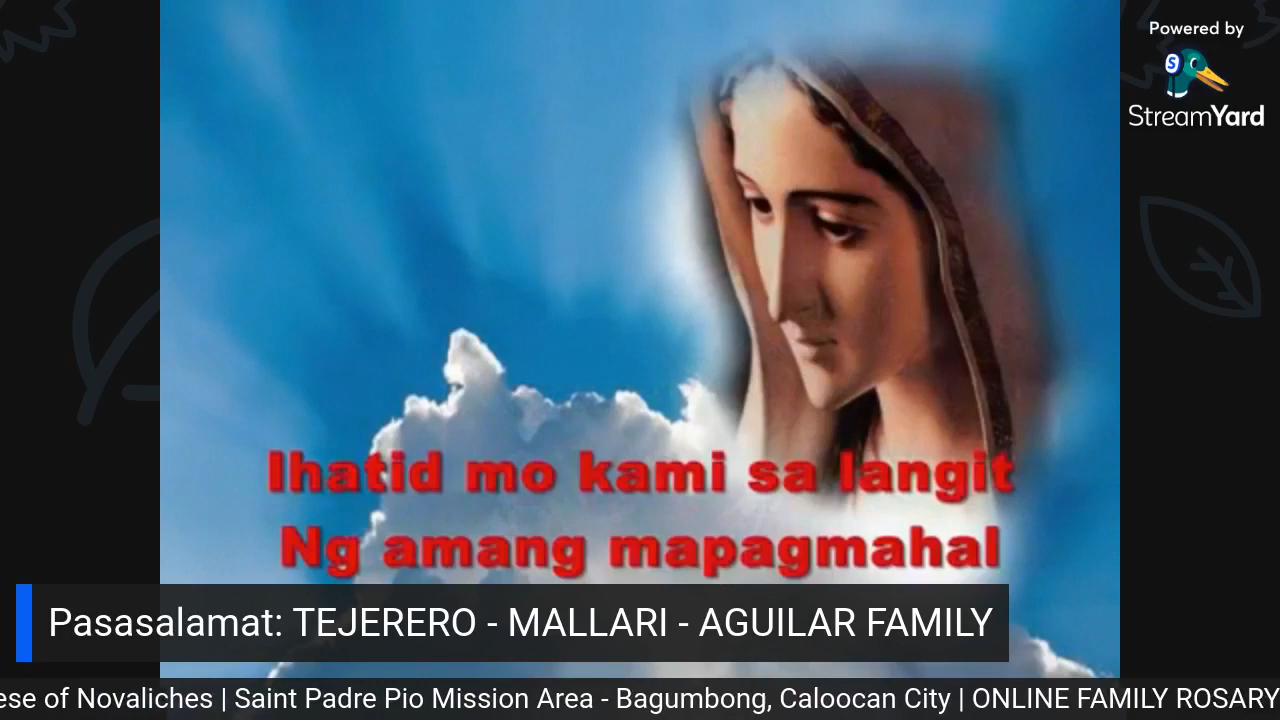 Powered by
StreamYard
Ihatid mo kami sa langit
Ng amang mapagmahal
Pasasalamat: TEJERERO - MALLARI - AGUILAR FAMILY
ese of Novaliches | Saint Padre Pio Mission Area - Bagumbong, Caloocan City | ONLINE FAMILY ROSARY